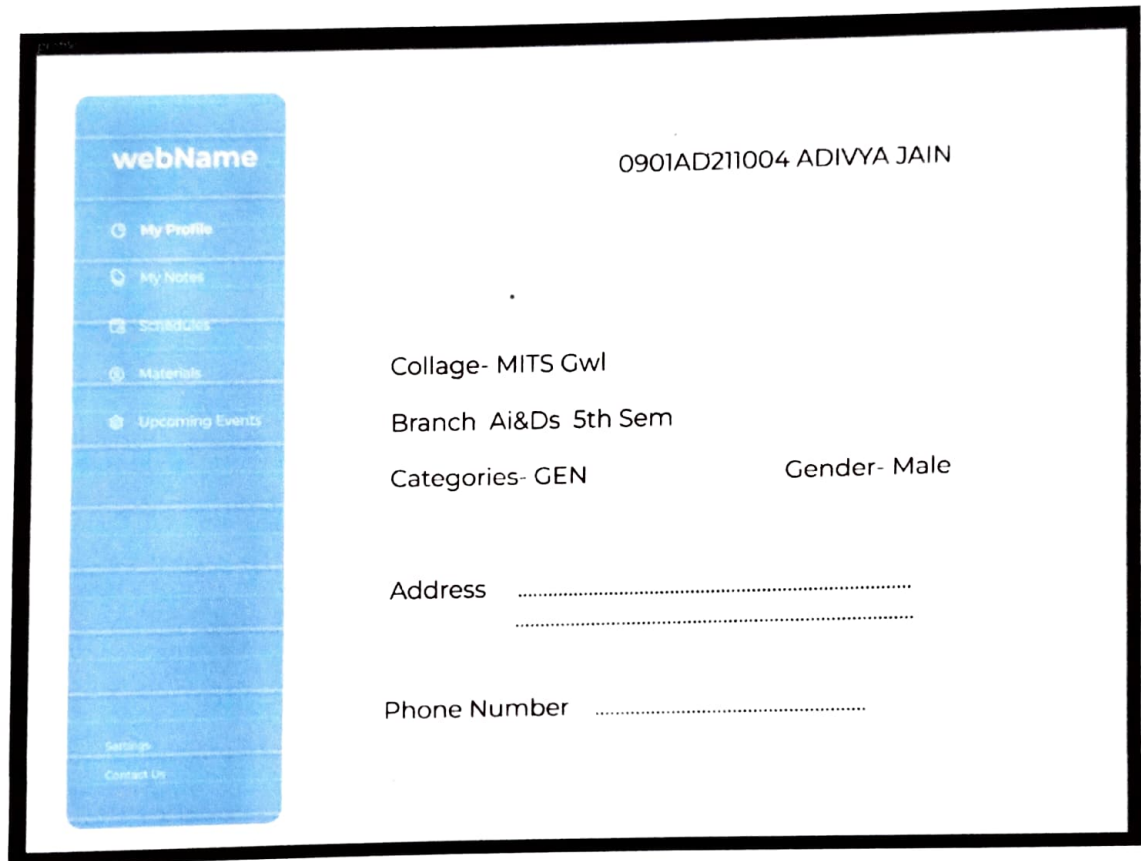 webName
My Profile
My Notes
Schedules
Materials
Upcoming Events
Settings
Contact Us
0901AD211004 ADIVYA JAIN
Collage- MITS Gwl
Branch Ai&Ds 5th Sem
Categories- GEN
Gender- Male
Address ..........................................................................
..........................................................................
Phone Number ..................................................